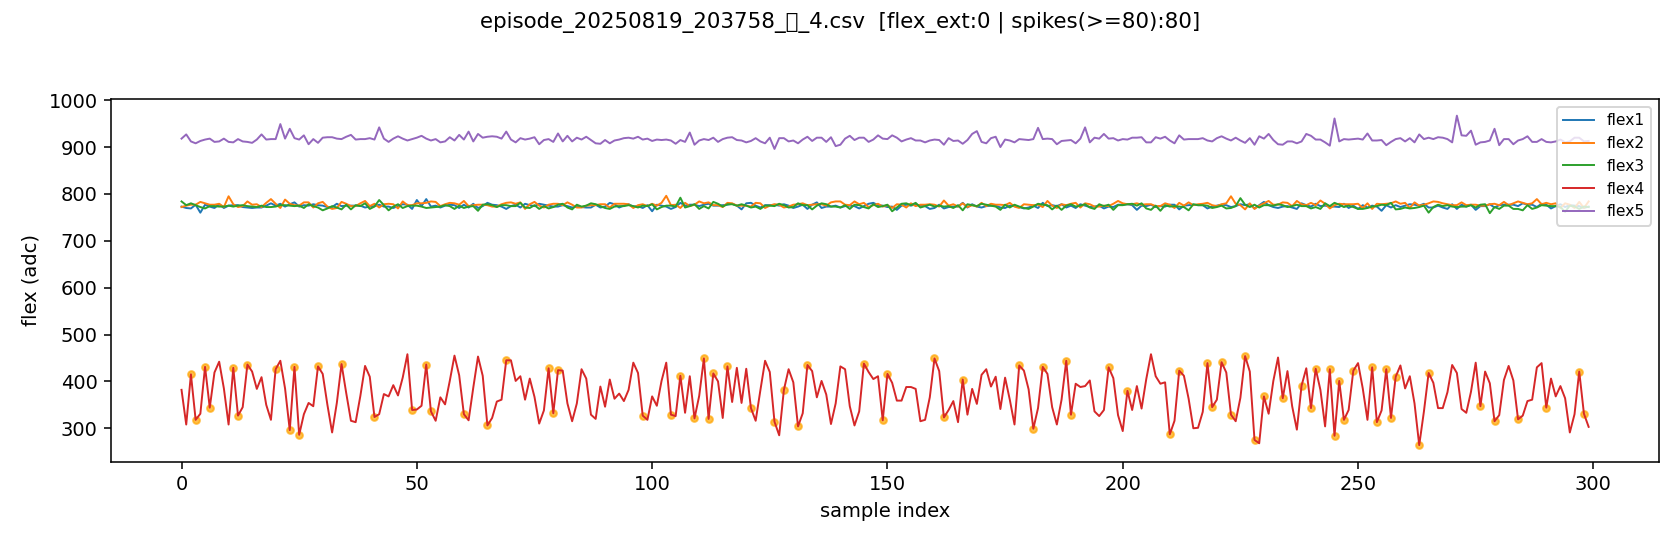 episode_20250819_203758_▯_4.csv  [flex_ext:0 | spikes(>=80):80]
1000
900
800
700
600
500
400
300
flex (adc)
flex1
flex2
flex3
flex4
flex5
0
50
100
150
200
250
300
sample index